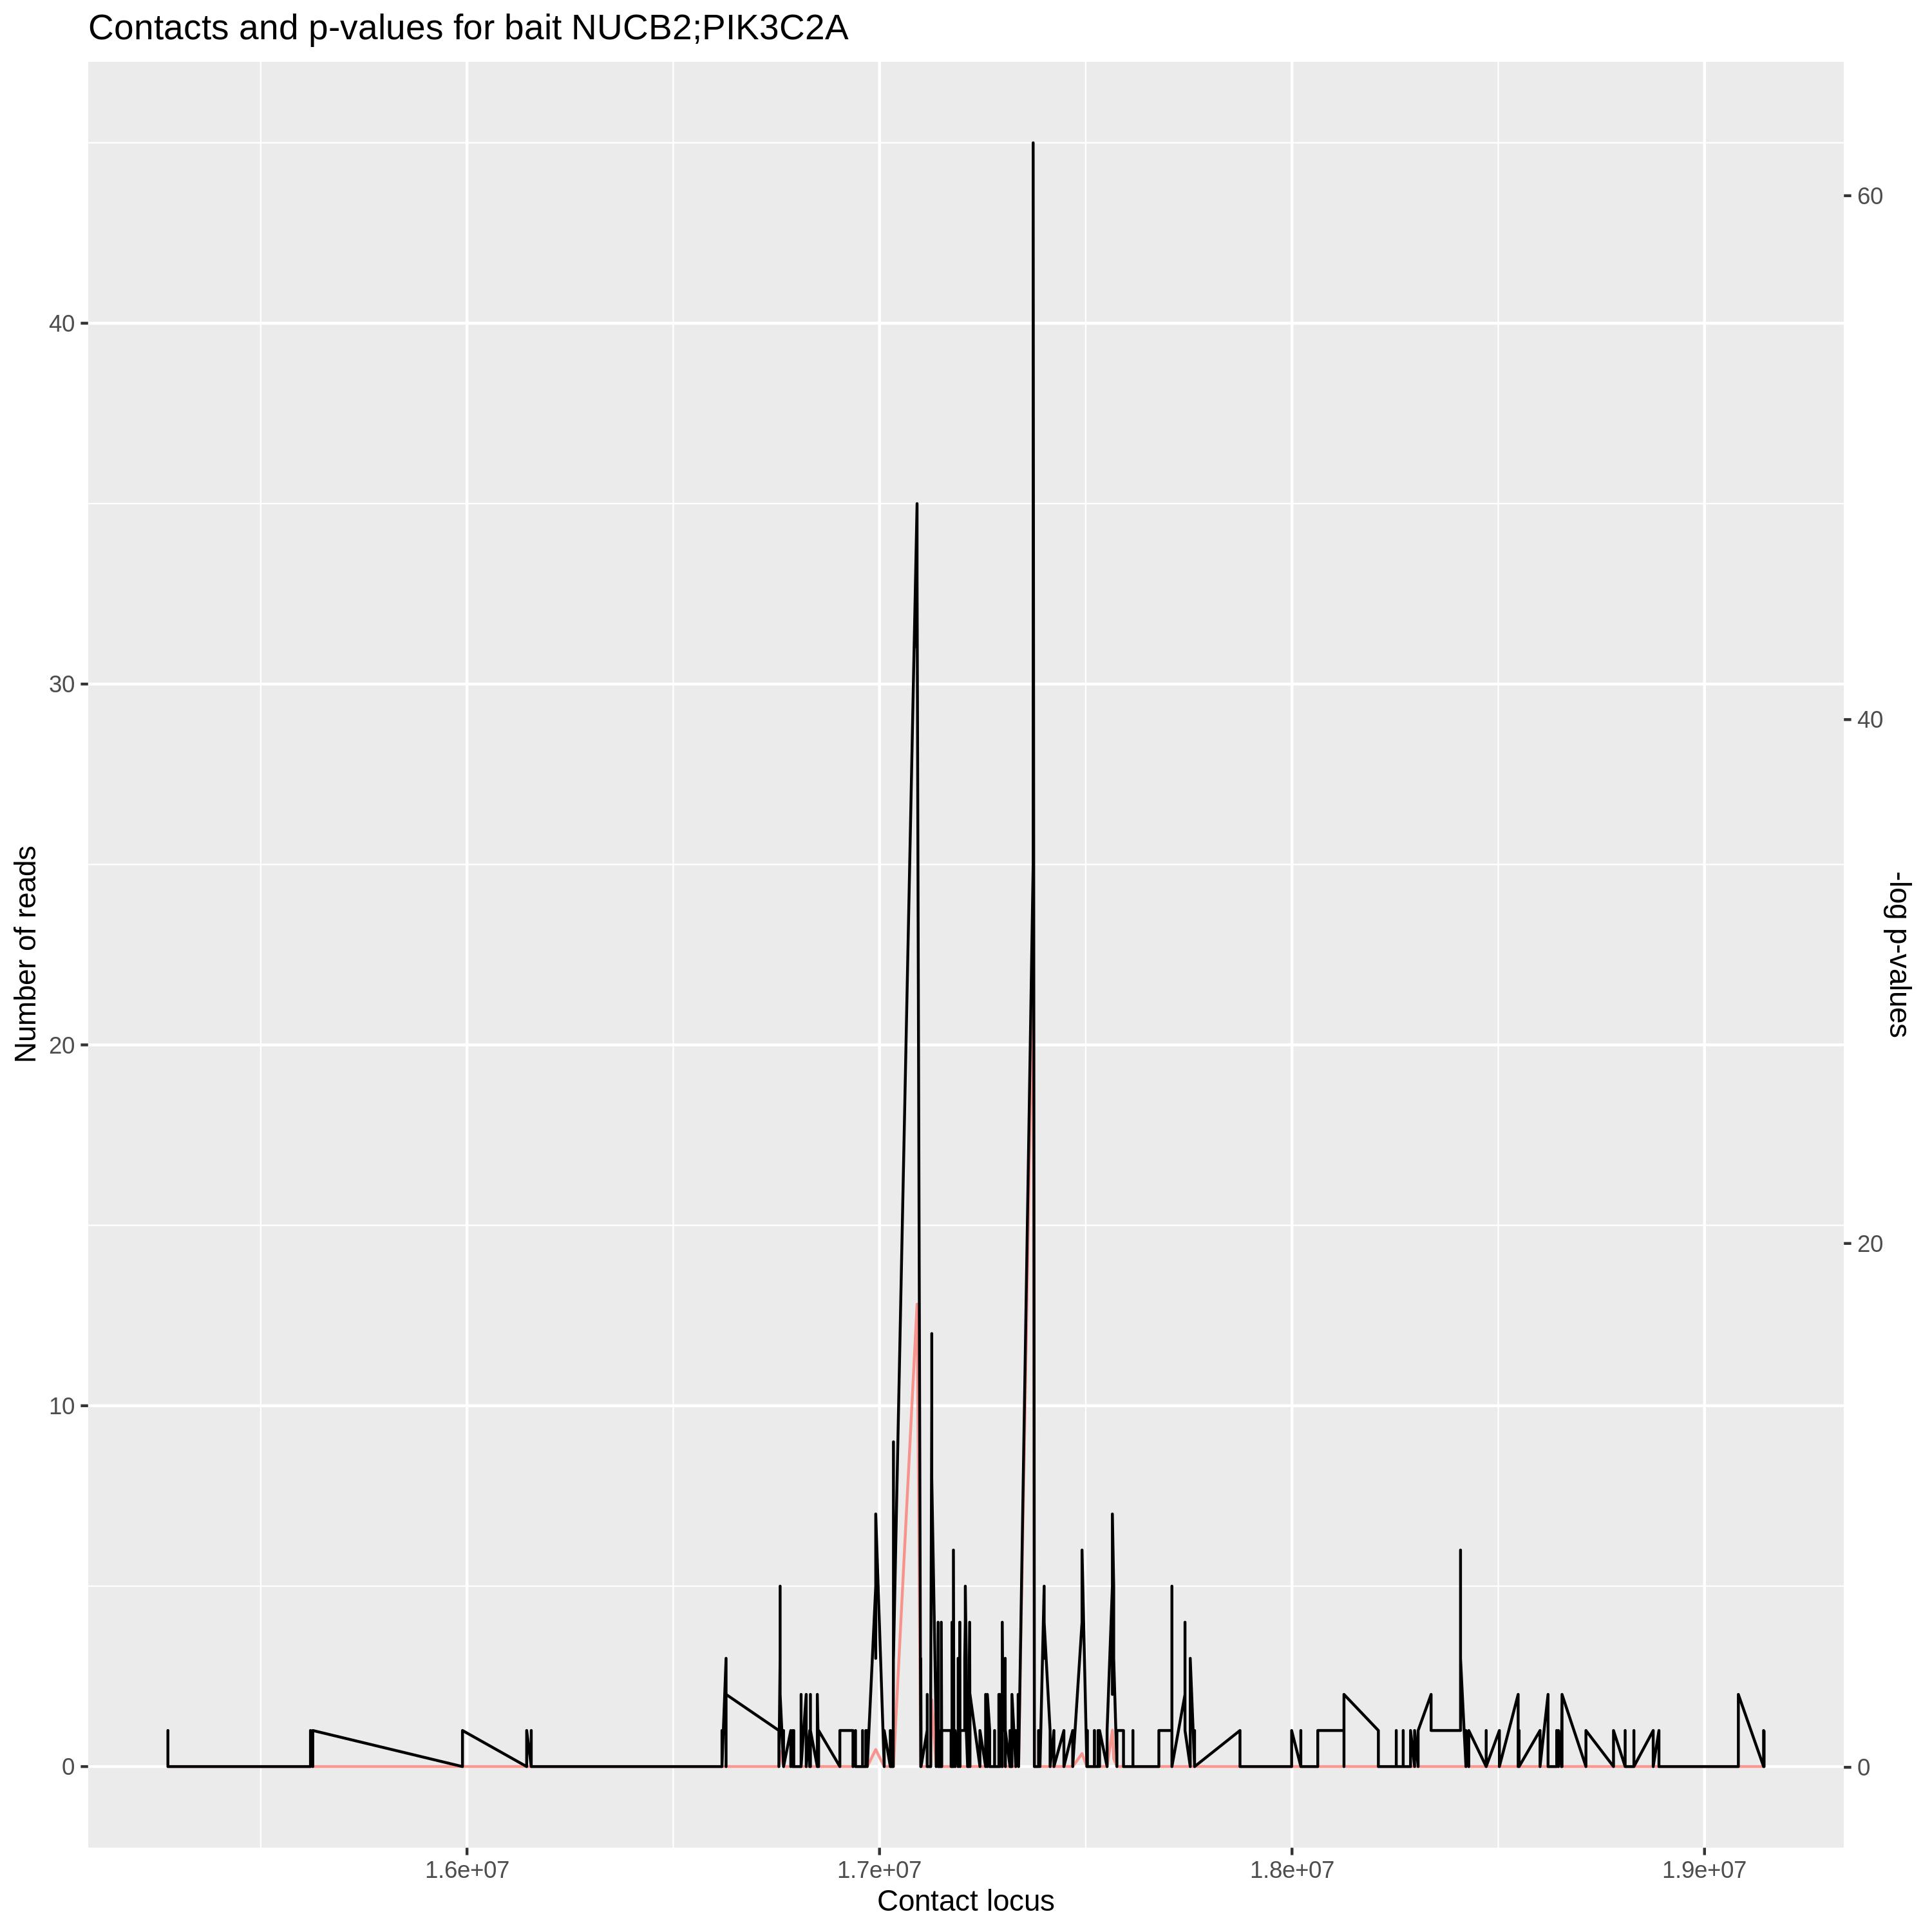 Contacts and p-values for bait NUCB2;PIK3C2A
Number of reads
40
30
20
10
0
60
40
20
0
-log p-values
1.6e+07
1.7e+07
1.8e+07
1.9e+07
Contact locus